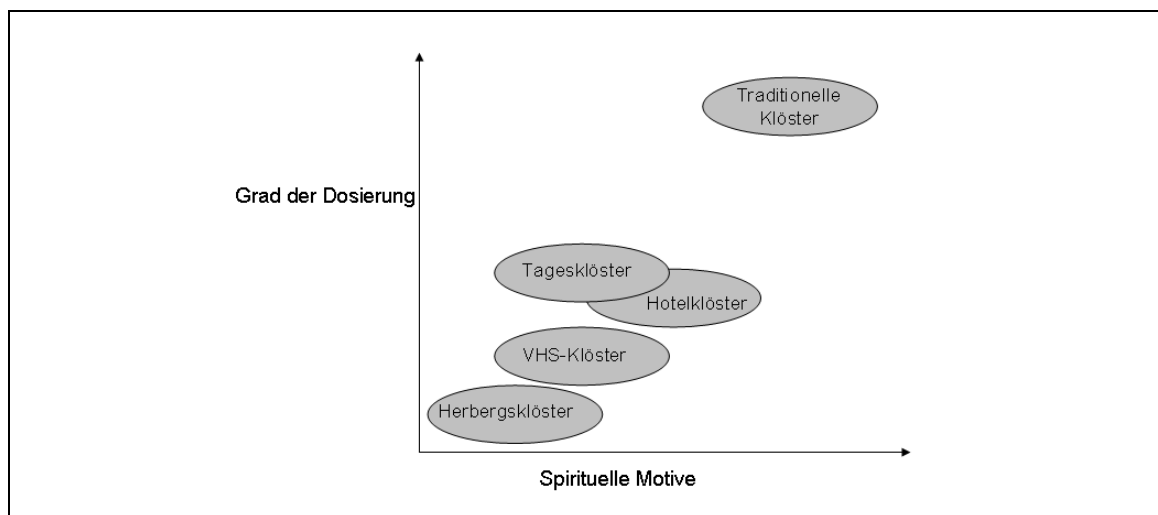 Traditionelle
Klöster
Grad der Dosierung
Tagesklöster
Hotelklöster
VHS-Klöster
Herbergsklöster
Spirituelle Motive